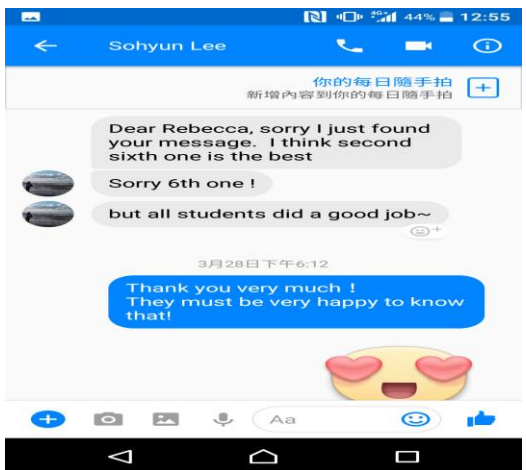 44% 12:55
Sohyun Lee
你的每日隨手拍
新增內容到你的每日隨手拍
Dear Rebecca, sorry I just found
your message. I think second
sixth one is the best
Sorry 6th one !
but all students did a good job~
3月28日下午6:12
Thank you very much !
They must be very happy to know
that!
Aa